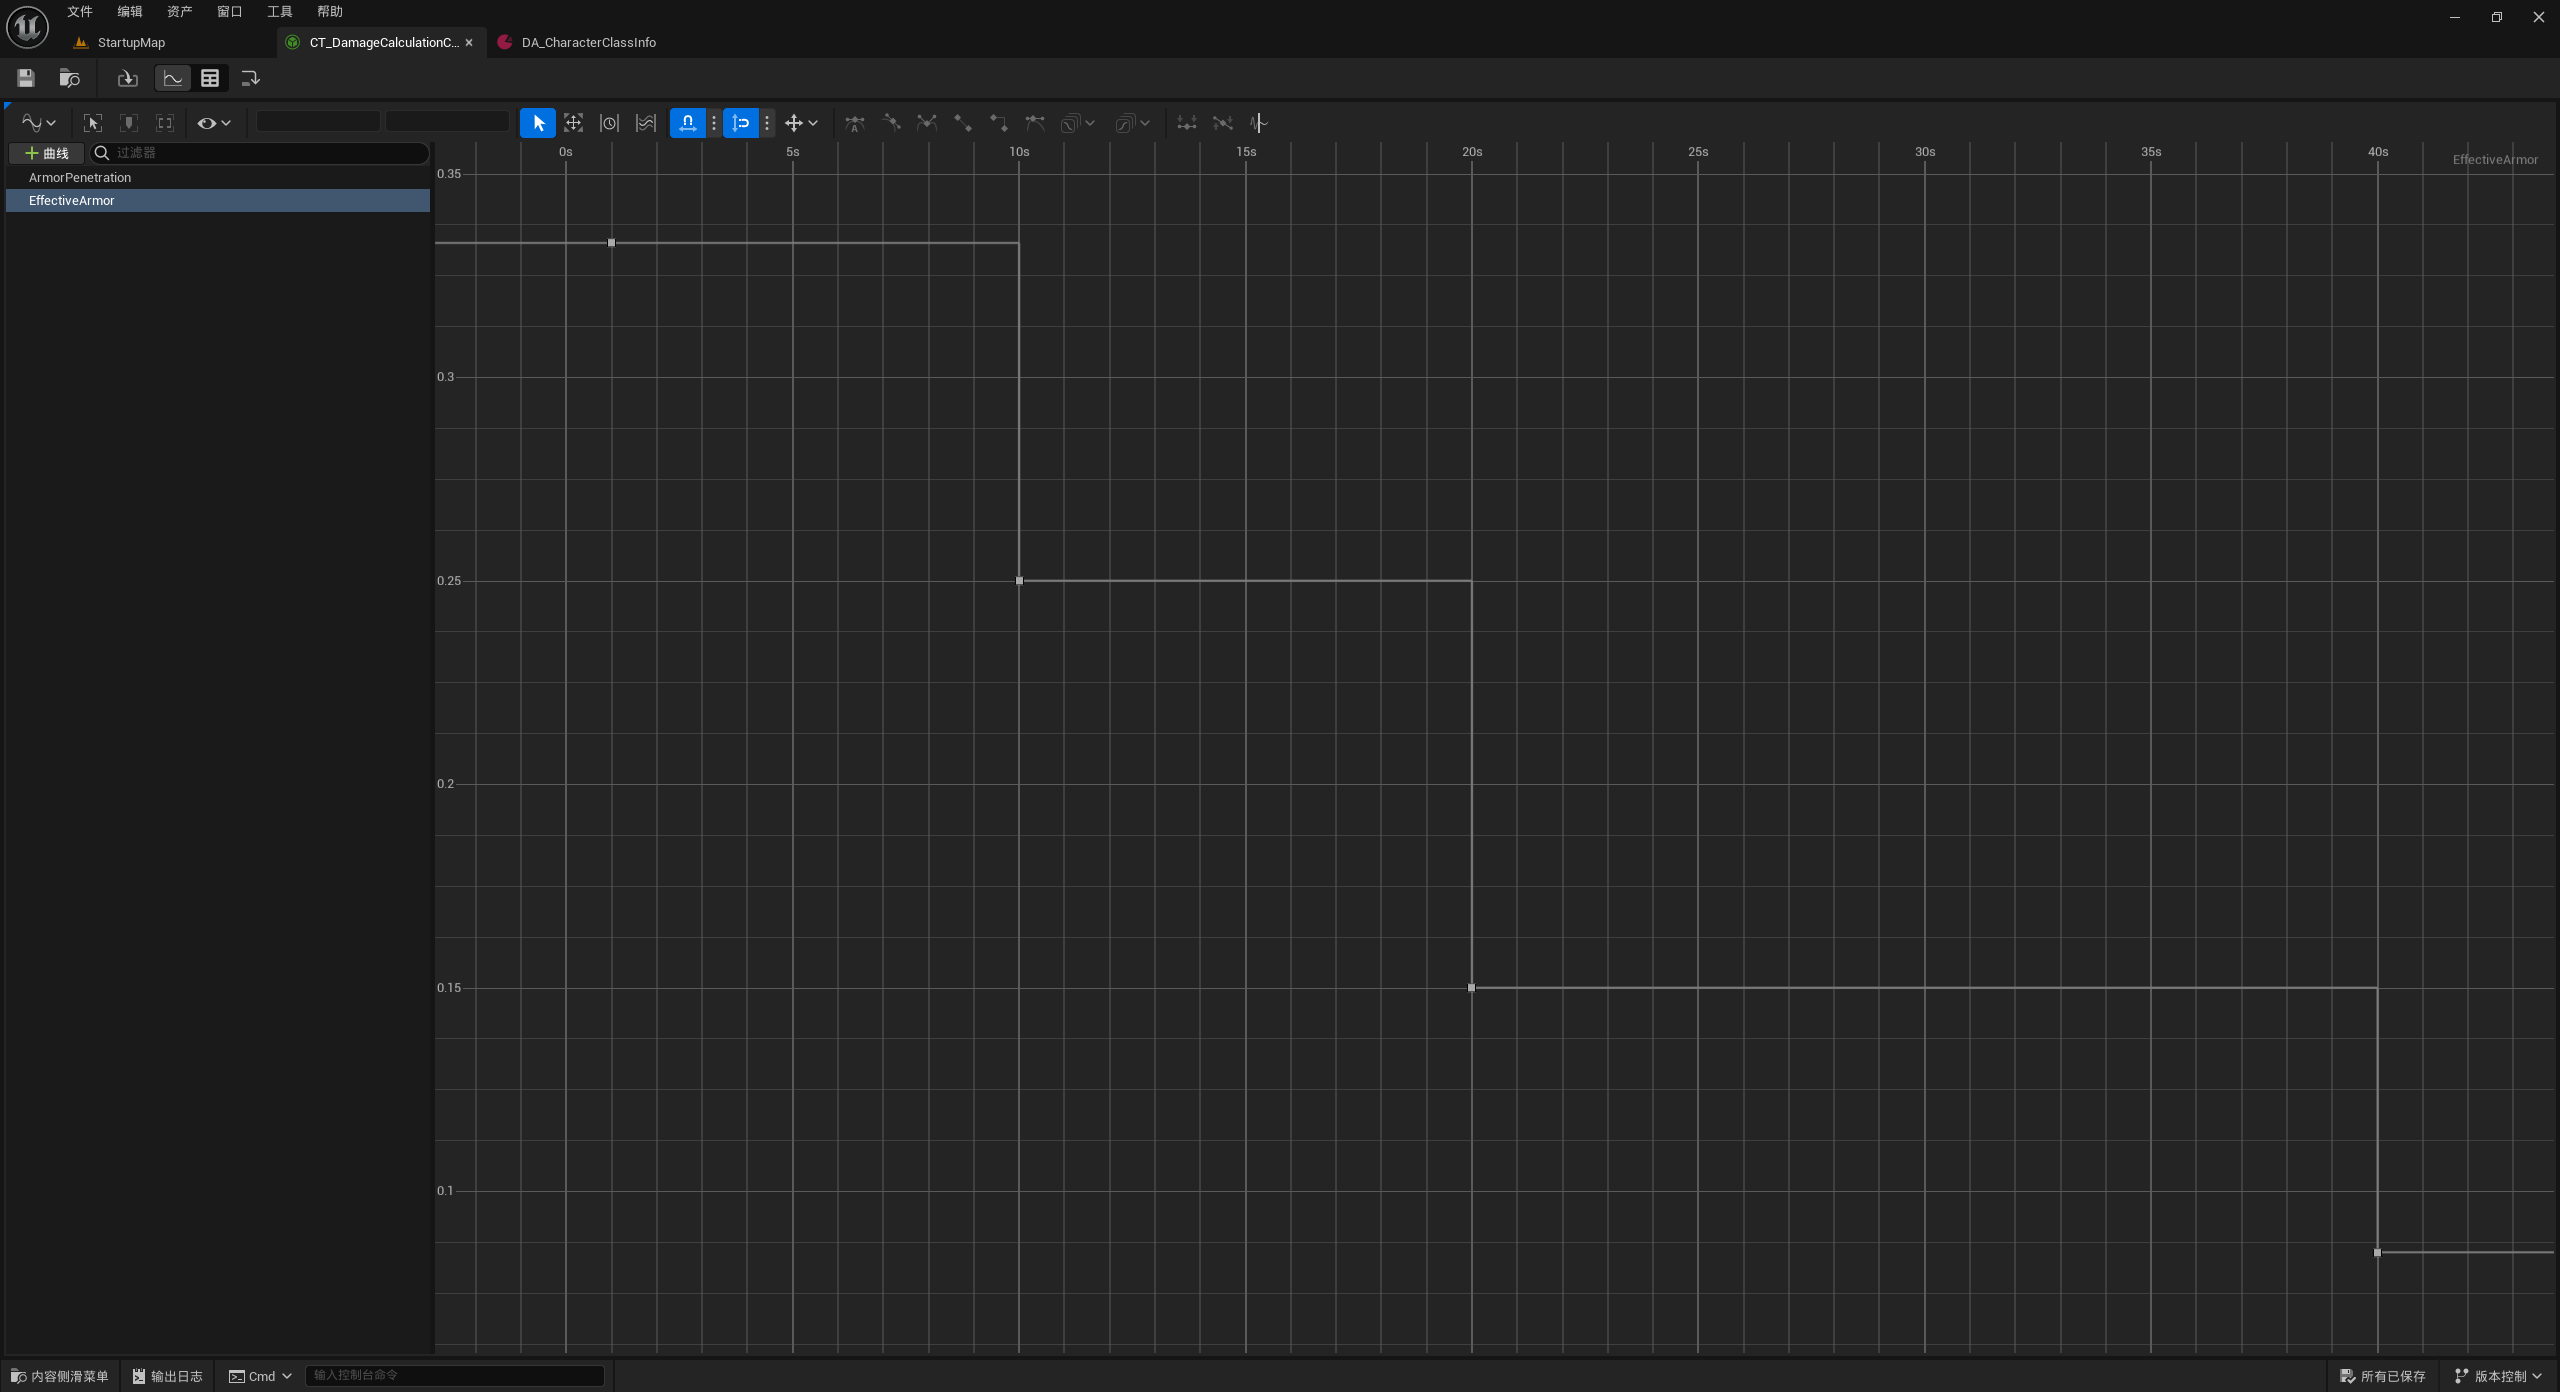 文件 编辑 资产 窗口 工具 帮助
StartupMap CT_DamageCalculationC... DA_CharacterClassInfo
曲线 过滤器
ArmorPenetration
EffectiveArmor
0s 5s 10s 15s 20s 25s 30s 35s 40s
EffectiveArmor
0.35
0.3
0.25
0.2
0.15
0.1
内容侧滑菜单 输出日志 Cmd 输入控制台命令 所有已保存 版本控制